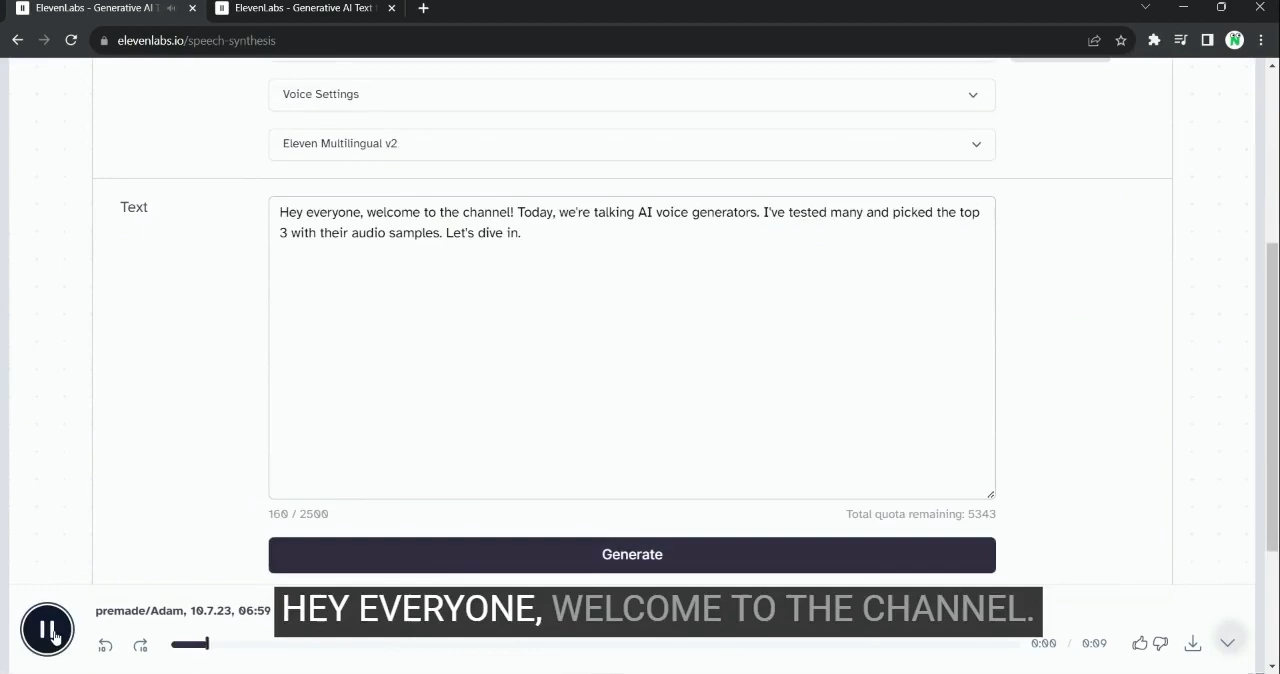 ElevenLabs - Generative AI T
ElevenLabs - Generative AI Text
elevenlabs.io/speech-synthesis
Voice Settings
Eleven Multilingual v2
Text
Hey everyone, welcome to the channel! Today, we're talking AI voice generators. I've tested many and picked the top
3 with their audio samples. Let's dive in.
160 / 2500
Total quota remaining: 5343
Generate
premade/Adam, 10.7.23, 06:59
HEY EVERYONE, WELCOME TO THE CHANNEL.
10
10
0:00 / 0:09